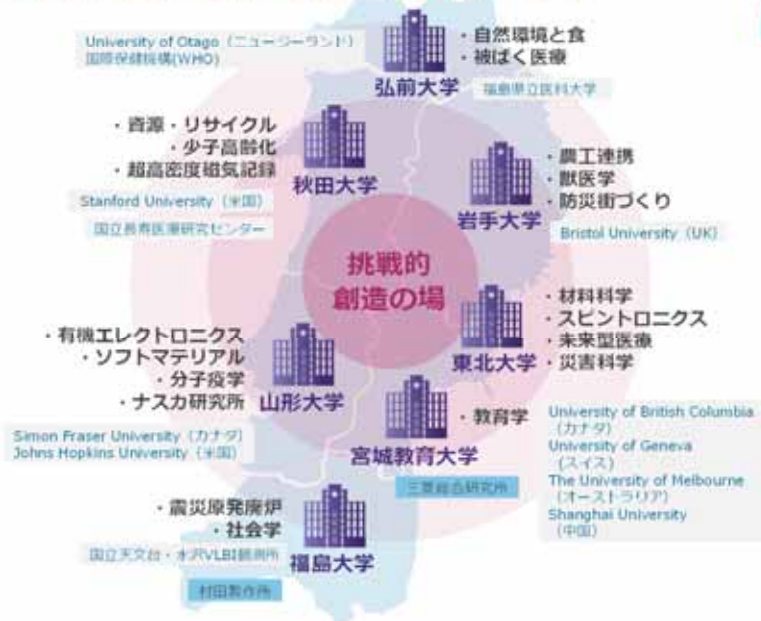 University of Otago（ニュージーランド）
国際保健機構(WHO)
・自然環境と食
・被ばく医療
弘前大学
福島県立医科大学
・資源・リサイクル
・少子高齢化
・超高密度磁気記録
秋田大学
Stanford University（米国）
国立長寿医療研究センター
・農工連携
・獣医学
・防災街づくり
岩手大学
Bristol University（UK）
挑戦的
創造の場
・材料科学
・スピントロニクス
・未来型医療
・災害科学
東北大学
・有機エレクトロニクス
・ソフトマテリアル
・分子疫学
・ナスカ研究所
山形大学
Simon Fraser University（カナダ）
Johns Hopkins University（米国）
・教育学
宮城教育大学
三菱総合研究所
University of British Columbia
（カナダ）
University of Geneva
（スイス）
The University of Melbourne
（オーストラリア）
Shanghai University
（中国）
・震災原発廃炉
・社会学
福島大学
国立天文台・水沢VLBI観測所
村田製作所